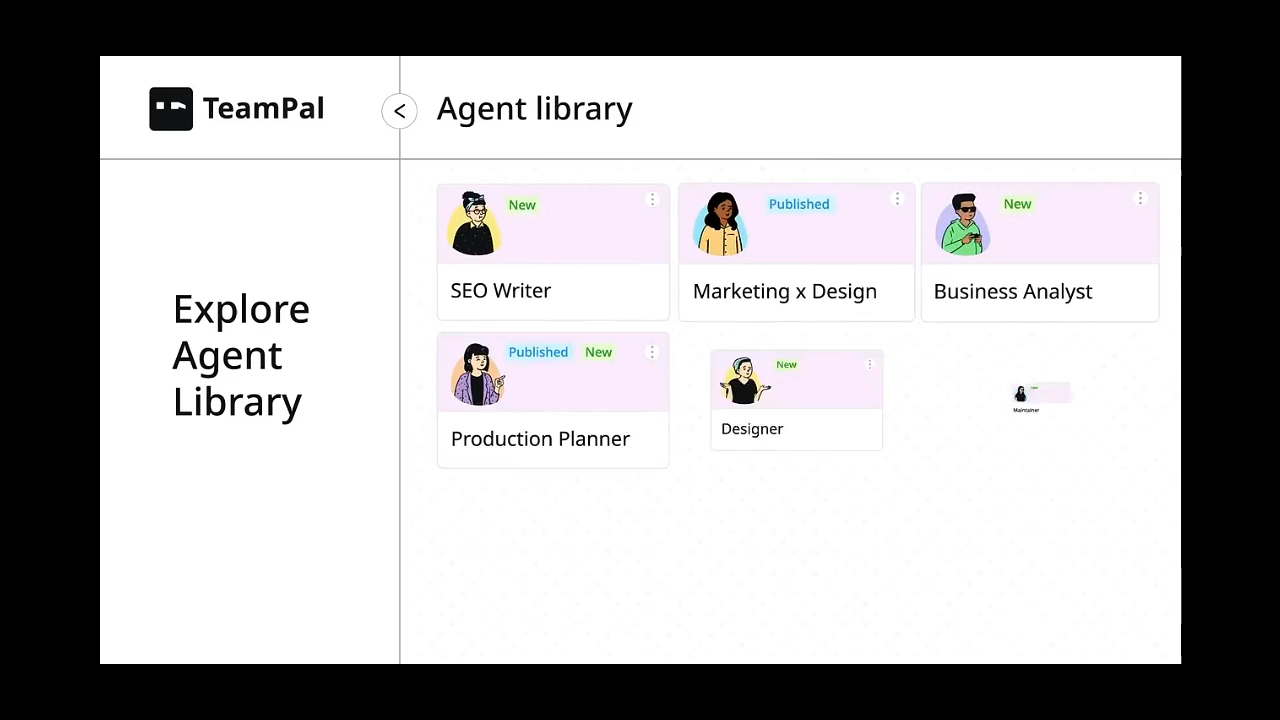 TeamPal
<
Agent library
Explore
Agent
Library
New
SEO Writer
Published
Marketing x Design
New
Business Analyst
Published New
Production Planner
New
Designer
Maintainer